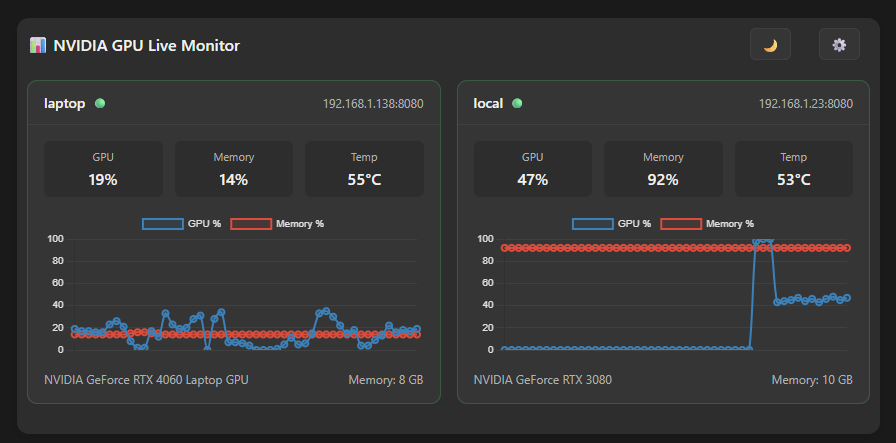 NVIDIA GPU Live Monitor
laptop 192.168.1.138:8080
GPU Memory Temp
19% 14% 55°C
GPU % Memory %
100
80
60
40
20
0
NVIDIA GeForce RTX 4060 Laptop GPU Memory: 8 GB
local 192.168.1.23:8080
GPU Memory Temp
47% 92% 53°C
GPU % Memory %
100
80
60
40
20
0
NVIDIA GeForce RTX 3080 Memory: 10 GB